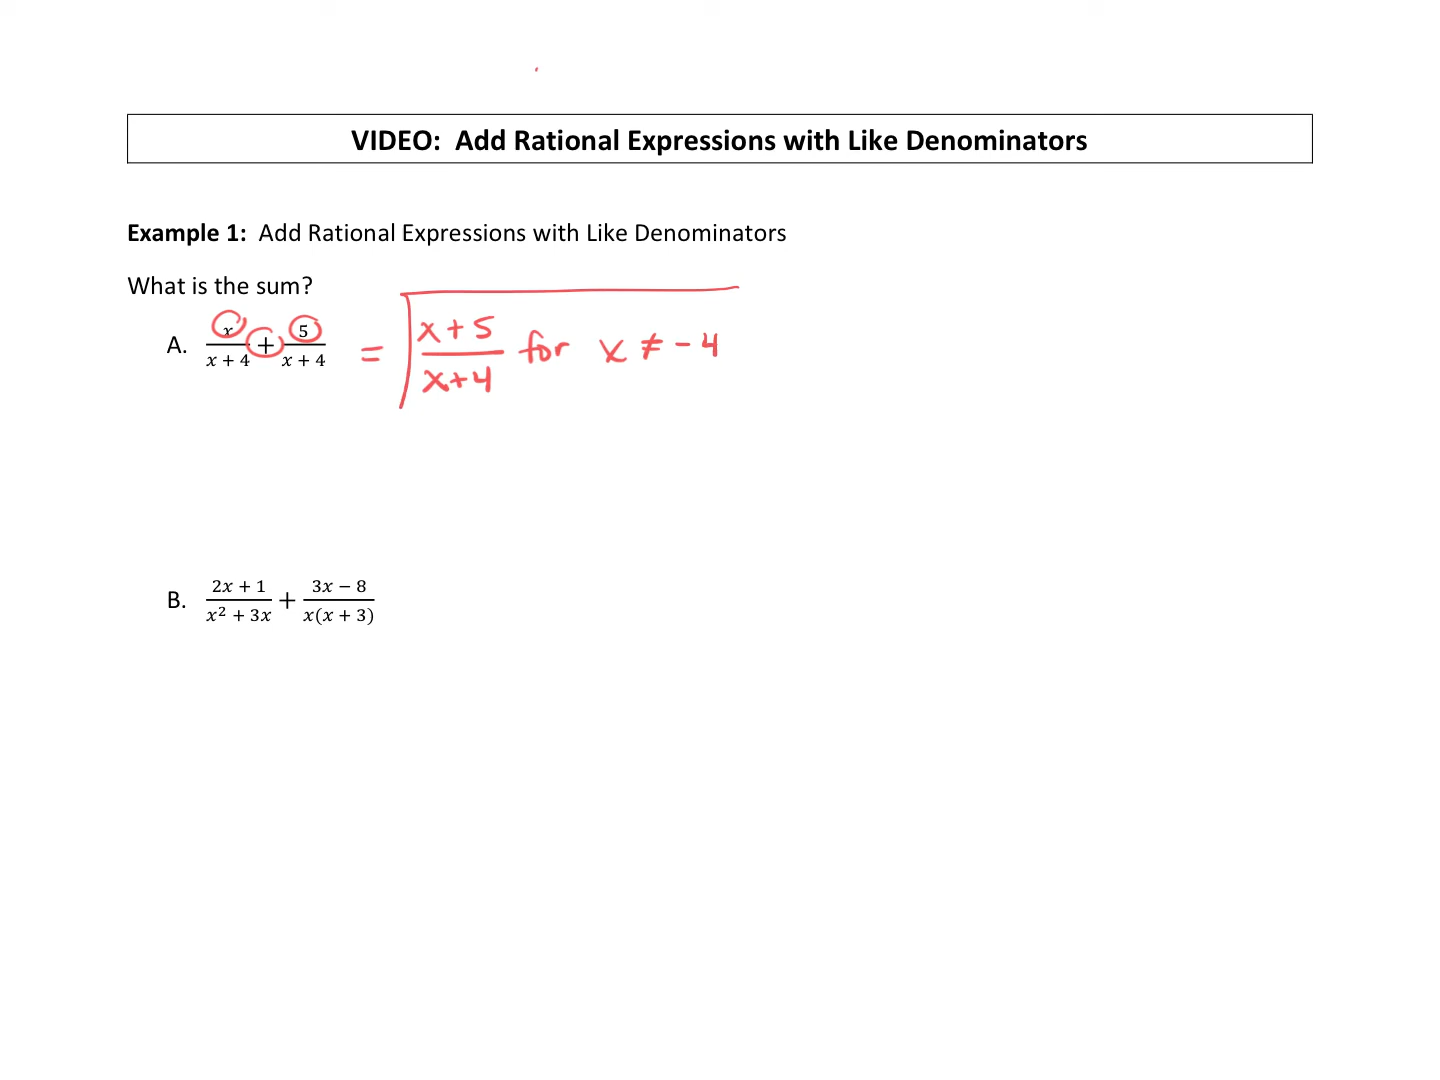 VIDEO: Add Rational Expressions with Like Denominators
Example 1: Add Rational Expressions with Like Denominators
What is the sum?
A. x/(x + 4) + 5/(x + 4) = (x+5)/(x+4) for x ≠ -4
B. (2x + 1)/(x² + 3x) + (3x − 8)/(x(x + 3))